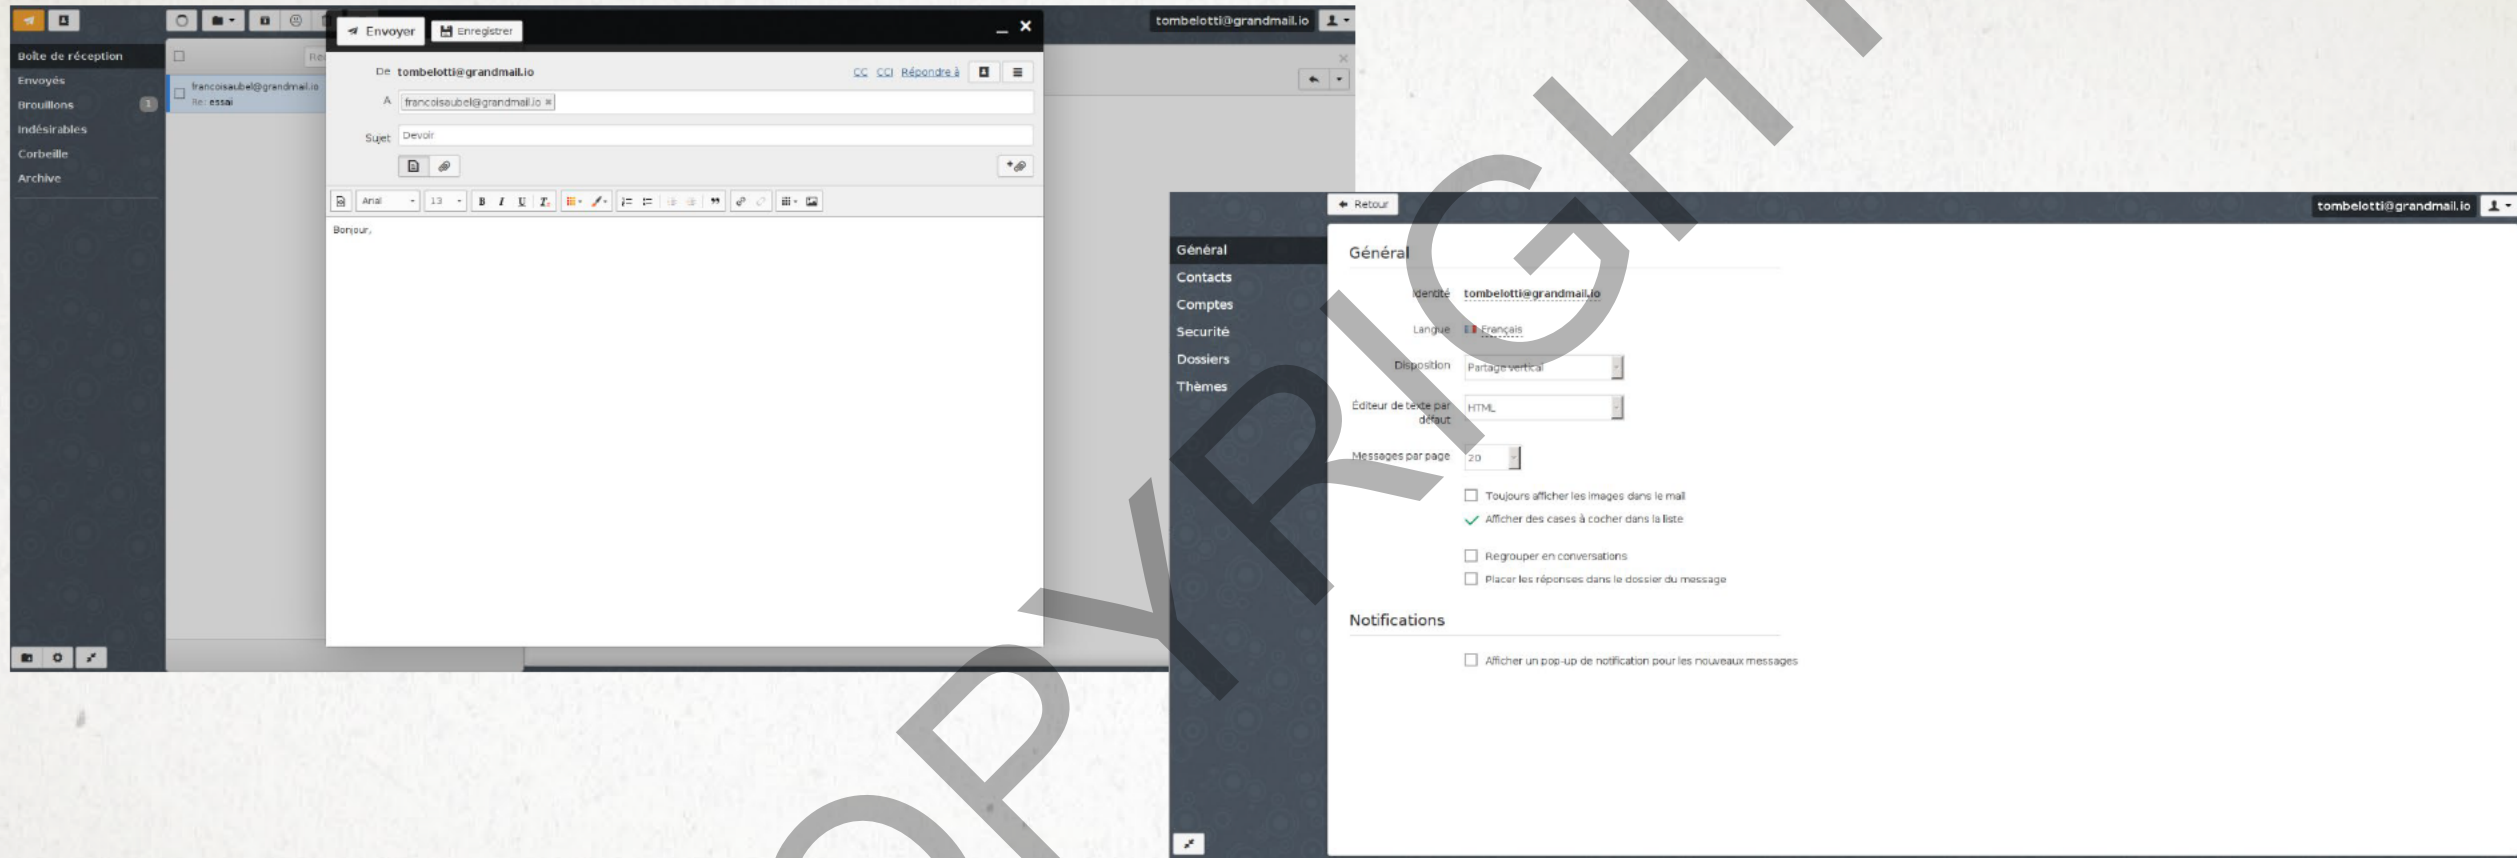 tombelotti@grandmail.io
Boîte de réception
Envoyés
Brouillons 1
Indésirables
Corbeille
Archive
francoisaubel@grandmail.io
Re: essai
Envoyer Enregistrer
De tombelotti@grandmail.io CC CCI Répondre à
A francoisaubel@grandmail.io
Sujet Devoir
Arial 13 B I U
Bonjour,
Retour tombelotti@grandmail.io
Général
Contacts
Comptes
Securité
Dossiers
Thèmes
Général
Identité tombelotti@grandmail.io
Langue Français
Disposition Partage vertical
Éditeur de texte par défaut HTML
Messages par page 20
Toujours afficher les images dans le mail
Afficher des cases à cocher dans la liste
Regrouper en conversations
Placer les réponses dans le dossier du message
Notifications
Afficher un pop-up de notification pour les nouveaux messages
OPYRIGH